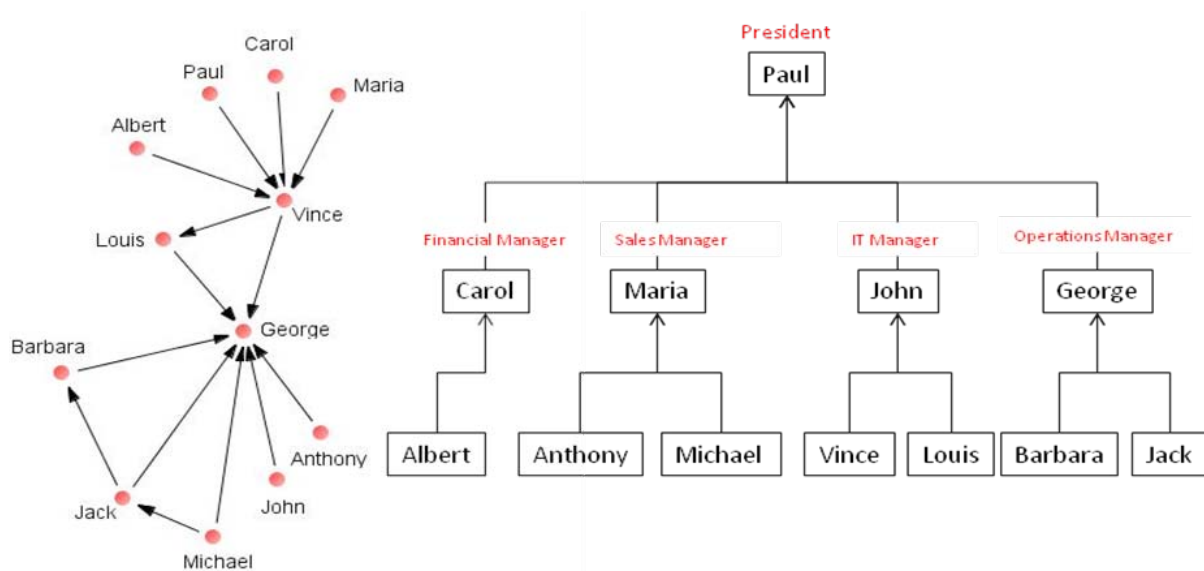 Carol
Paul
Maria
Albert
Vince
Louis
George
Barbara
Anthony
John
Jack
Michael
President
Paul
Financial Manager
Sales Manager
IT Manager
Operations Manager
Carol
Maria
John
George
Albert
Anthony
Michael
Vince
Louis
Barbara
Jack